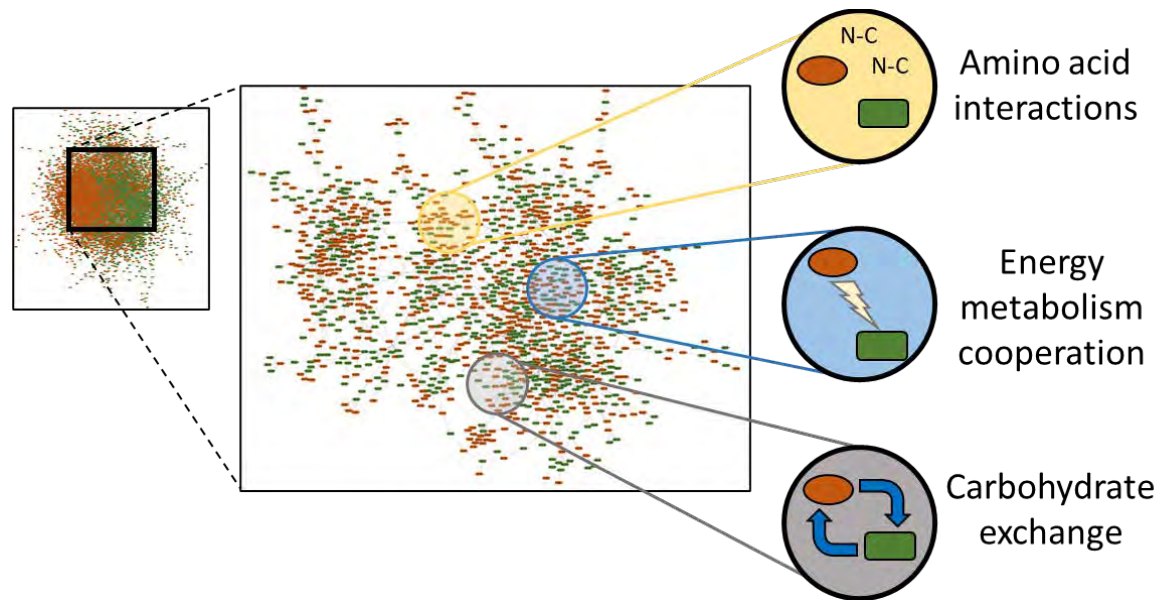 N-C
N-C
Amino acid
interactions
Energy
metabolism
cooperation
Carbohydrate
exchange